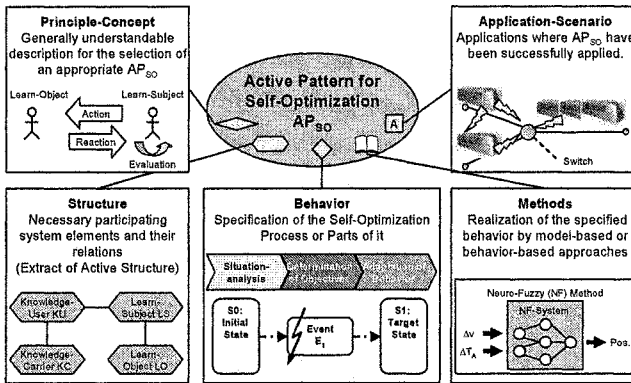 Principle-Concept
Generally understandable
description for the selection of
an appropriate AP_SO
Learn-Object
Learn-Subject
Action
Reaction
Evaluation
Active Pattern for
Self-Optimization
AP_SO
A
Application-Scenario
Applications where AP_SO have
been successfully applied.
Switch
Structure
Necessary participating
system elements and their
relations
(Extract of Active Structure)
Knowledge-
User KU
Learn-
Subject LS
Knowledge-
Carrier KC
Learn-
Object LO
Behavior
Specification of the Self-Optimization
Process or Parts of it
Situation-
analysis
S0:
Initial
State
Event
E₁
S1:
Target
State
Methods
Realization of the specified
behavior by model-based or
behavior-based approaches
Neuro-Fuzzy (NF) Method
NF-System
Δv
ΔT_A
Pos.